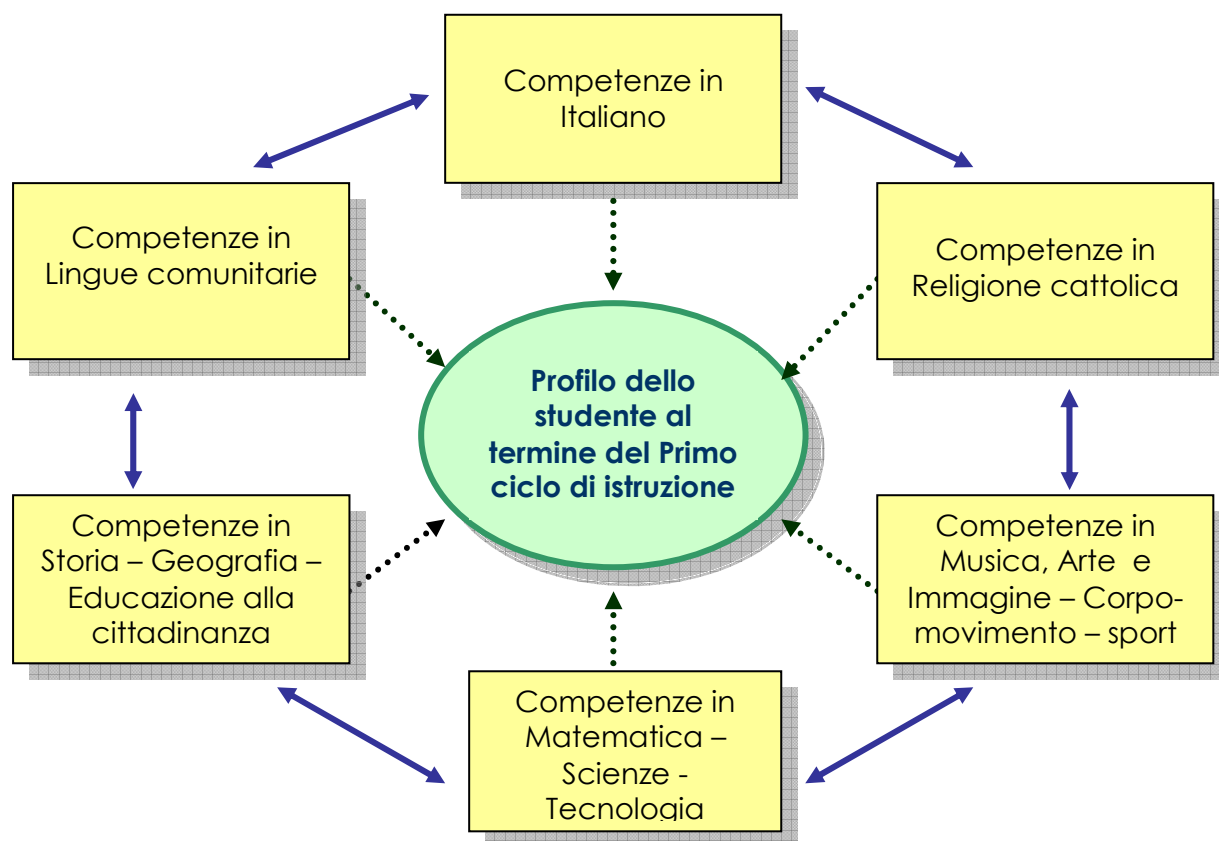 Competenze in
Italiano
Competenze in
Lingue comunitarie
Competenze in
Religione cattolica
Profilo dello
studente al
termine del Primo
ciclo di istruzione
Competenze in
Storia – Geografia –
Educazione alla
cittadinanza
Competenze in
Musica, Arte e
Immagine – Corpo-
movimento – sport
Competenze in
Matematica –
Scienze -
Tecnologia